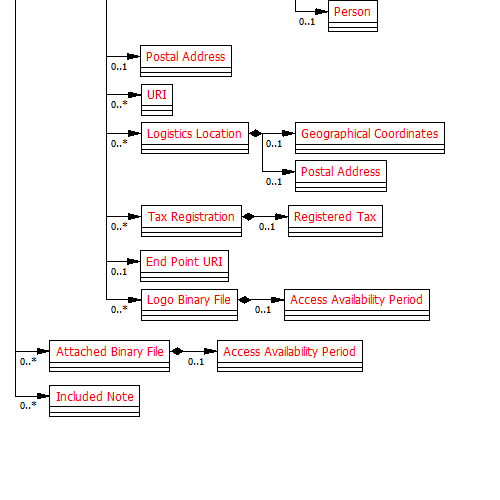 Person
0..1
Postal Address
0..1
URI
0..*
Logistics Location
Geographical Coordinates
0..*
0..1
Postal Address
0..1
Tax Registration
Registered Tax
0..*
0..1
End Point URI
0..1
Logo Binary File
Access Availability Period
0..*
0..1
Attached Binary File
Access Availability Period
0..*
0..1
Included Note
0..*